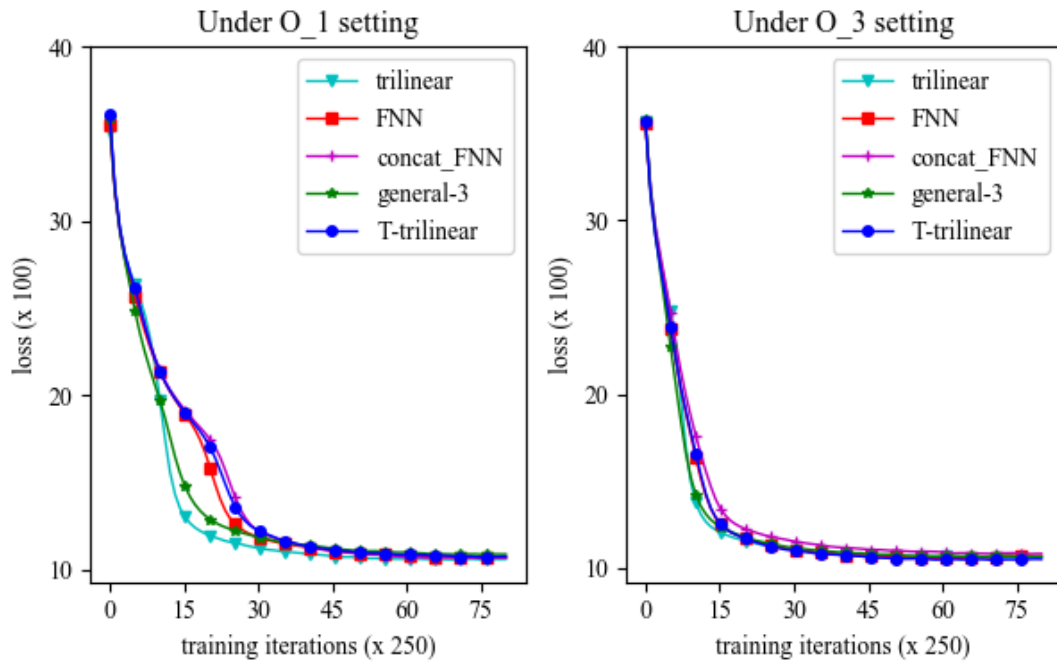 Under O_1 setting
40
30
20
10
loss (x 100)
trilinear
FNN
concat_FNN
general-3
T-trilinear
0 15 30 45 60 75
training iterations (x 250)
Under O_3 setting
40
30
20
10
loss (x 100)
trilinear
FNN
concat_FNN
general-3
T-trilinear
0 15 30 45 60 75
training iterations (x 250)